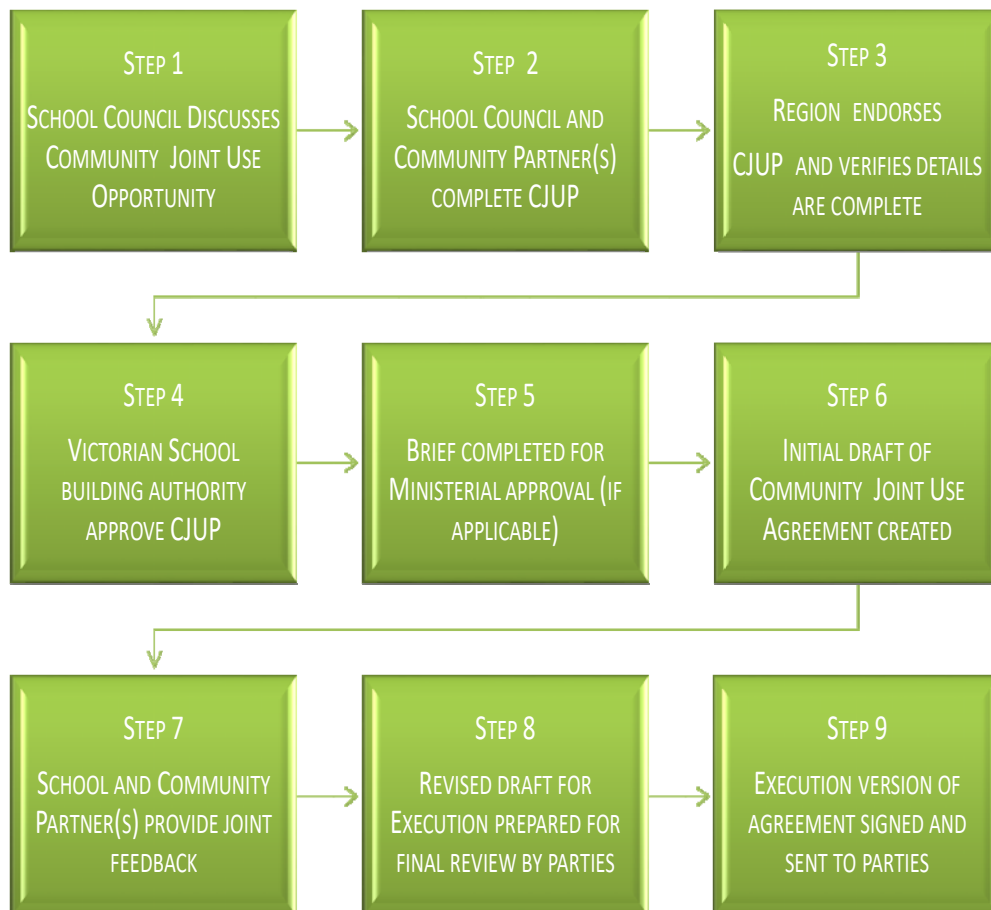 STEP 1
SCHOOL COUNCIL DISCUSSES
COMMUNITY JOINT USE
OPPORTUNITY
STEP 2
SCHOOL COUNCIL AND
COMMUNITY PARTNER(S)
COMPLETE CJUP
STEP 3
REGION ENDORSES
CJUP AND VERIFIES DETAILS
ARE COMPLETE
STEP 4
VICTORIAN SCHOOL
BUILDING AUTHORITY
APPROVE CJUP
STEP 5
BRIEF COMPLETED FOR
MINISTERIAL APPROVAL (IF
APPLICABLE)
STEP 6
INITIAL DRAFT OF
COMMUNITY JOINT USE
AGREEMENT CREATED
STEP 7
SCHOOL AND COMMUNITY
PARTNER(S) PROVIDE JOINT
FEEDBACK
STEP 8
REVISED DRAFT FOR
EXECUTION PREPARED FOR
FINAL REVIEW BY PARTIES
STEP 9
EXECUTION VERSION OF
AGREEMENT SIGNED AND
SENT TO PARTIES